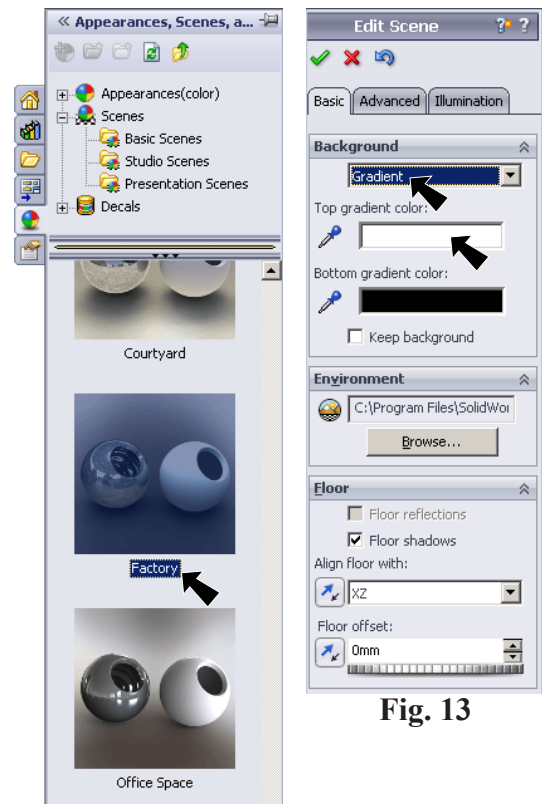 Appearances, Scenes, a...
Appearances(color)
Scenes
Basic Scenes
Studio Scenes
Presentation Scenes
Decals
Courtyard
Factory
Office Space
Edit Scene
Basic
Advanced
Illumination
Background
Gradient
Top gradient color:
Bottom gradient color:
Keep background
Environment
C:\Program Files\SolidWor
Browse...
Floor
Floor reflections
Floor shadows
Align floor with:
XZ
Floor offset:
0mm
Fig. 13